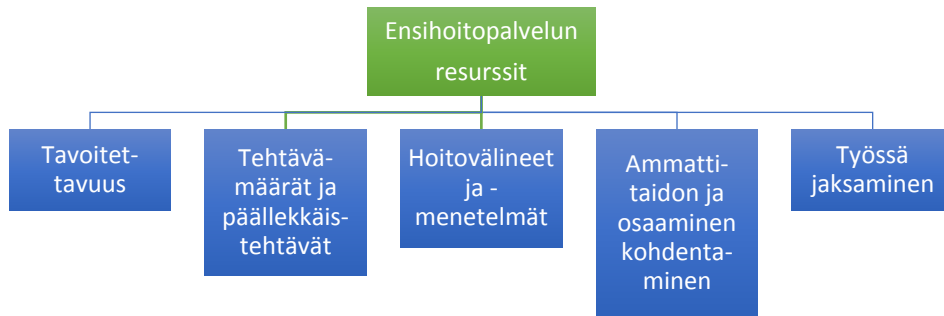 Ensihoitopalvelun
resurssit
Tavoitet-
tavuus
Tehtävä-
määrät ja
päällekkäis-
tehtävät
Hoitovälineet
ja -
menetelmät
Ammatti-
taidon ja
osaaminen
kohdenta-
minen
Työssä
jaksaminen